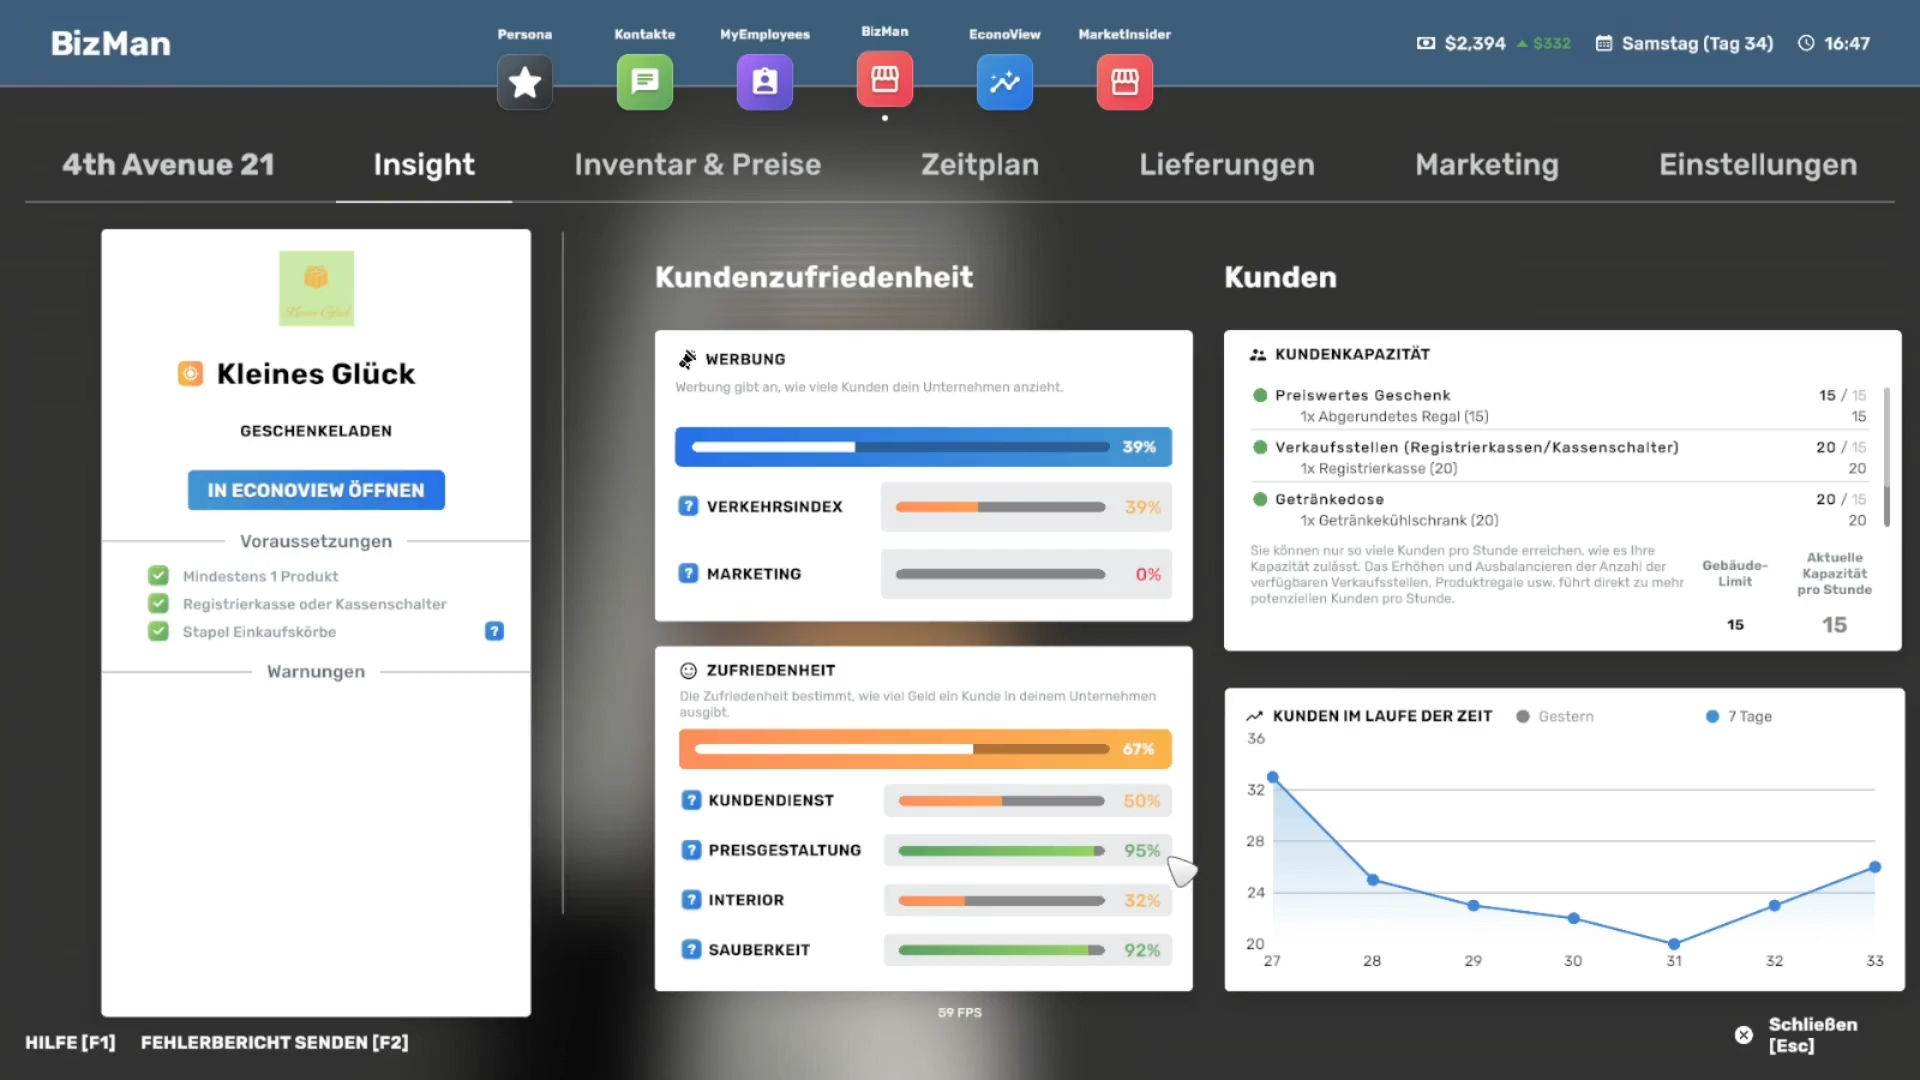 BizMan
Persona
Kontakte
MyEmployees
BizMan
EconoView
MarketInsider
$2,394 $332
Samstag (Tag 34)
16:47
4th Avenue 21
Insight
Inventar & Preise
Zeitplan
Lieferungen
Marketing
Einstellungen
Kleines Glück
Kleines Glück
GESCHENKELADEN
IN ECONOVIEW ÖFFNEN
Voraussetzungen
Mindestens 1 Produkt
Registrierkasse oder Kassenschalter
Stapel Einkaufskörbe ?
Warnungen
Kundenzufriedenheit
WERBUNG
Werbung gibt an, wie viele Kunden dein Unternehmen anzieht.
39%
? VERKEHRSINDEX 39%
? MARKETING 0%
ZUFRIEDENHEIT
Die Zufriedenheit bestimmt, wie viel Geld ein Kunde in deinem Unternehmen
ausgibt.
67%
? KUNDENDIENST 50%
? PREISGESTALTUNG 95%
? INTERIOR 32%
? SAUBERKEIT 92%
Kunden
KUNDENKAPAZITÄT
Preiswertes Geschenk 15 / 15
1x Abgerundetes Regal (15) 15
Verkaufsstellen (Registrierkassen/Kassenschalter) 20 / 15
1x Registrierkasse (20) 20
Getränkedose 20 / 15
1x Getränkekühlschrank (20) 20
Sie können nur so viele Kunden pro Stunde erreichen, wie es Ihre
Kapazität zulässt. Das Erhöhen und Ausbalancieren der Anzahl der
verfügbaren Verkaufsstellen, Produktregale usw. führt direkt zu mehr
potenziellen Kunden pro Stunde.
Gebäude-
Limit
15
Aktuelle
Kapazität
pro Stunde
15
KUNDEN IM LAUFE DER ZEIT Gestern 7 Tage
36
32
28
24
20
27 28 29 30 31 32 33
59 FPS
HILFE [F1] FEHLERBERICHT SENDEN [F2]
Schließen
[Esc]